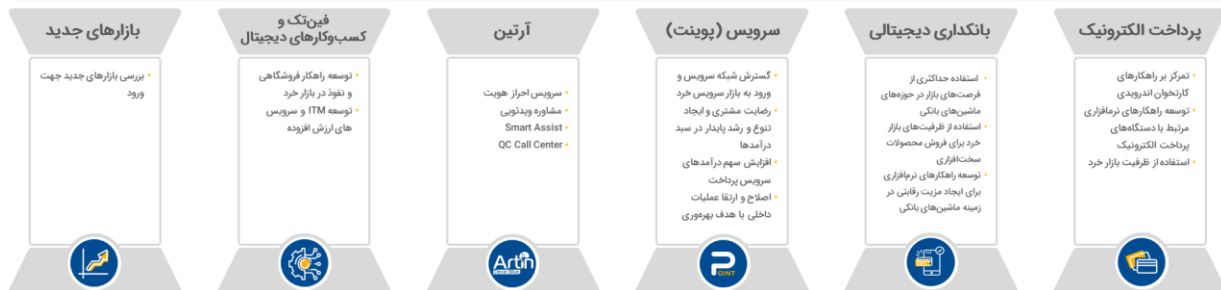 پرداخت الکترونیک
• تمرکز بر راهکارهای
کارتخوان اندرویدی
• توسعه راهکارهای نرم‌افزاری
مرتبط با دستگاه‌های
پرداخت الکترونیک
• استفاده از ظرفیت بازار خرد
بانکداری دیجیتالی
• استفاده حداکثری از
فرصت‌های بازار در حوزه‌های
ماشین‌های بانکی
• استفاده از ظرفیت‌های بازار
خرد برای فروش محصولات
سخت‌افزاری
• توسعه راهکارهای نرم‌افزاری
برای ایجاد مزیت رقابتی در
زمینه ماشین‌های بانکی
سرویس (پوینت)
• گسترش شبکه سرویس و
ورود به بازار سرویس خرد
• رضایت مشتری و ایجاد
تنوع و رشد پایدار در سبد
درآمدها
• افزایش سهم درآمدهای
سرویس پرداخت
• اصلاح و ارتقا عملیات
داخلی با هدف بهره‌وری
POINT
آرتین
• سرویس احراز هویت
• مشاوره ویدئویی
• Smart Assist
• QC Call Center
Artin
فین‌تک و
کسب‌وکارهای دیجیتال
• توسعه راهکار فروشگاهی
و نفوذ در بازار خرد
• توسعه ITM و سرویس
های ارزش افزوده
بازارهای جدید
• بررسی بازارهای جدید جهت
ورود